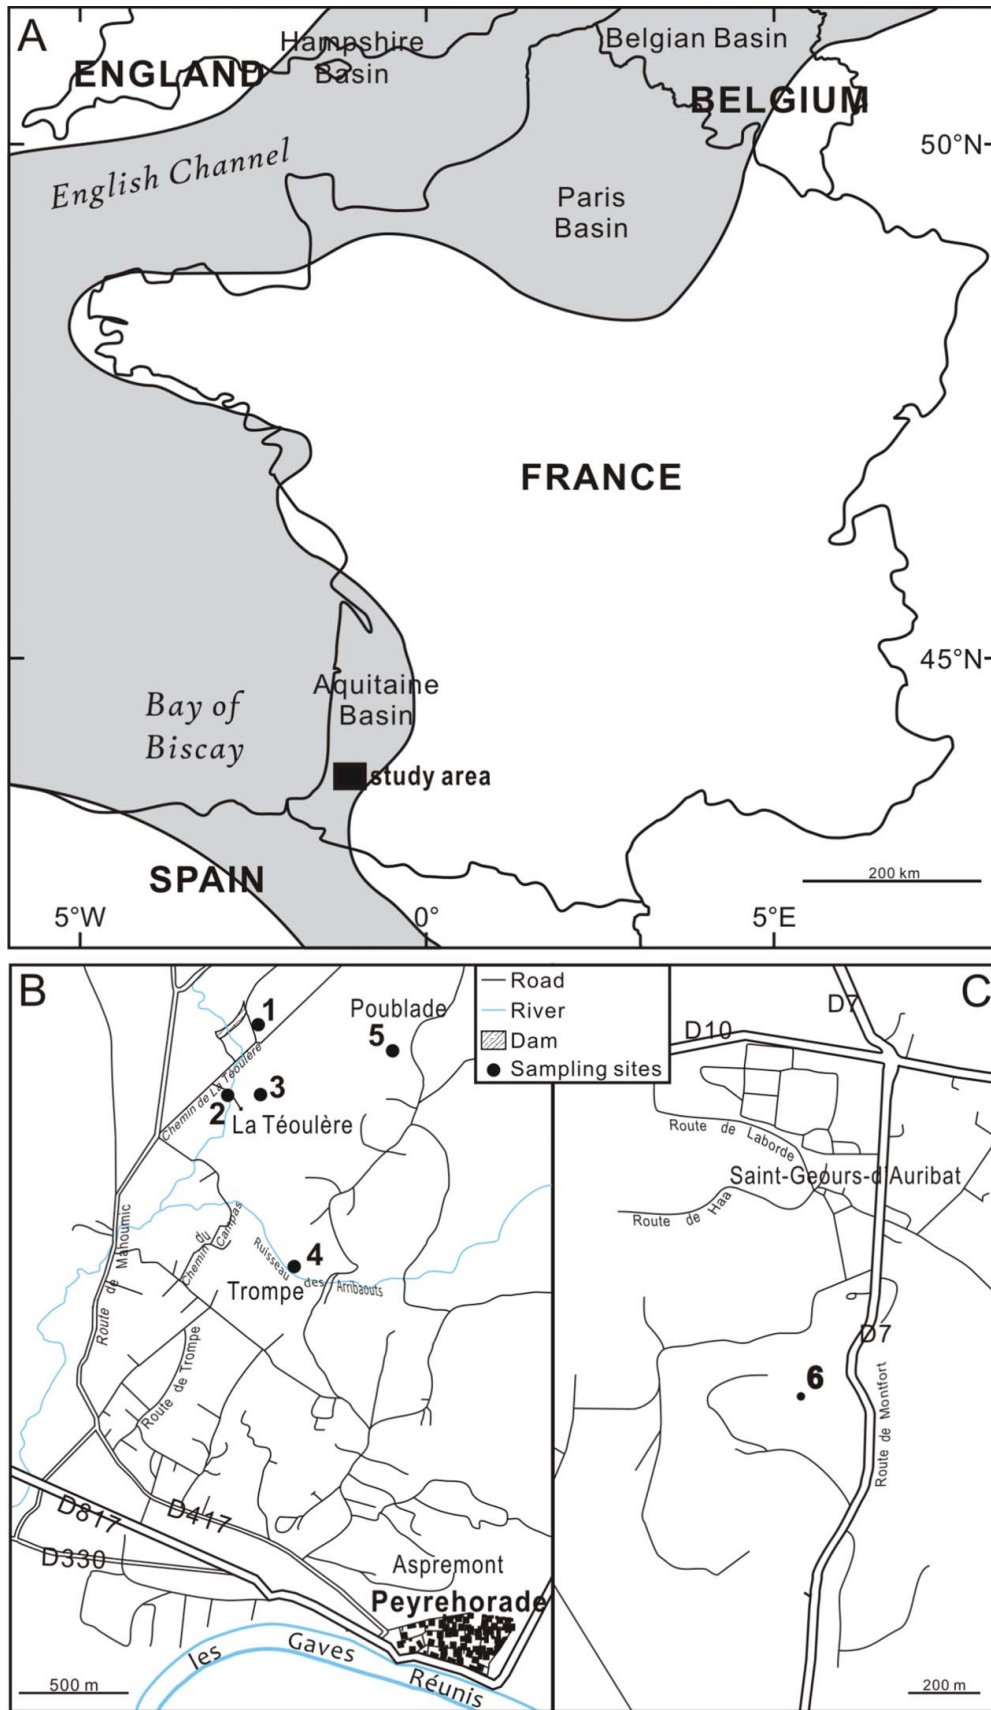 A
Hampshire
Basin
ENGLAND
Belgian Basin
BELGIUM
50°N
English Channel
Paris
Basin
FRANCE
45°N
Aquitaine
Basin
Bay of
Biscay
study area
SPAIN
200 km
5°W
0°
5°E
B
1
Poublade
5
Chemin de La Téoulère
3
2
La Téoulère
Route de Mahoumic
Chemin du Campas
4
Ruisseau des Arribaouts
Trompe
Route de Trompe
D817
D417
D330
Aspremont
Peyrehorade
les Gaves Réunis
500 m
Road
River
Dam
Sampling sites
C
D7
D10
Route de Laborde
Saint-Geours-d'Auribat
Route de Haa
D7
6
Route de Montfort
200 m